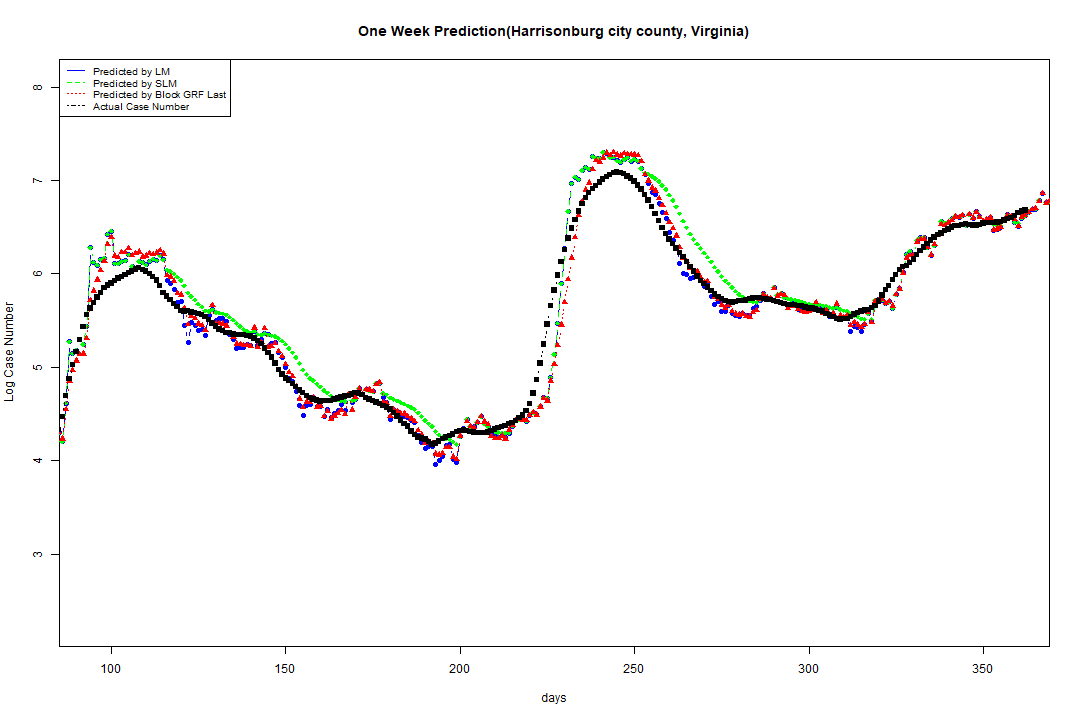 One Week Prediction(Harrisonburg city county, Virginia)
Predicted by LM
Predicted by SLM
Predicted by Block GRF Last
Actual Case Number
8
7
6
5
4
3
Log Case Number
100 150 200 250 300 350
days